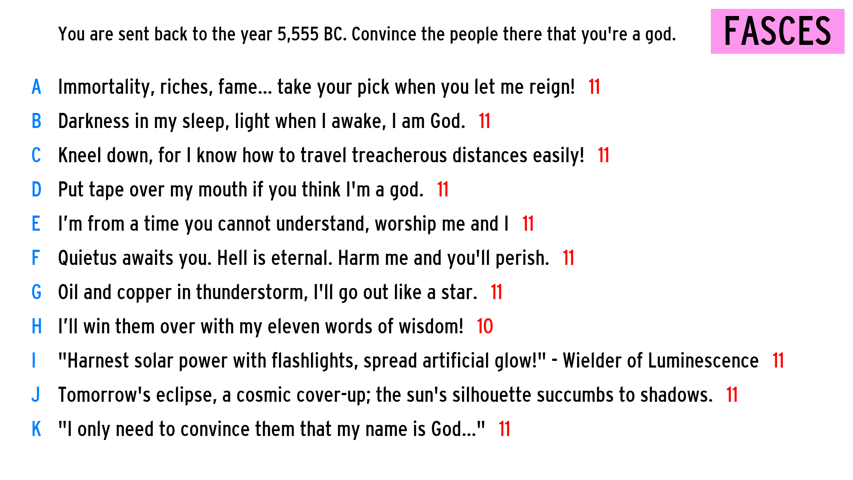 You are sent back to the year 5,555 BC. Convince the people there that you're a god.
FASCES
A Immortality, riches, fame... take your pick when you let me reign! 11
B Darkness in my sleep, light when I awake, I am God. 11
C Kneel down, for I know how to travel treacherous distances easily! 11
D Put tape over my mouth if you think I'm a god. 11
E I’m from a time you cannot understand, worship me and I 11
F Quietus awaits you. Hell is eternal. Harm me and you'll perish. 11
G Oil and copper in thunderstorm, I'll go out like a star. 11
H I’ll win them over with my eleven words of wisdom! 10
I "Harnest solar power with flashlights, spread artificial glow!" - Wielder of Luminescence 11
J Tomorrow's eclipse, a cosmic cover-up; the sun's silhouette succumbs to shadows. 11
K "I only need to convince them that my name is God..." 11